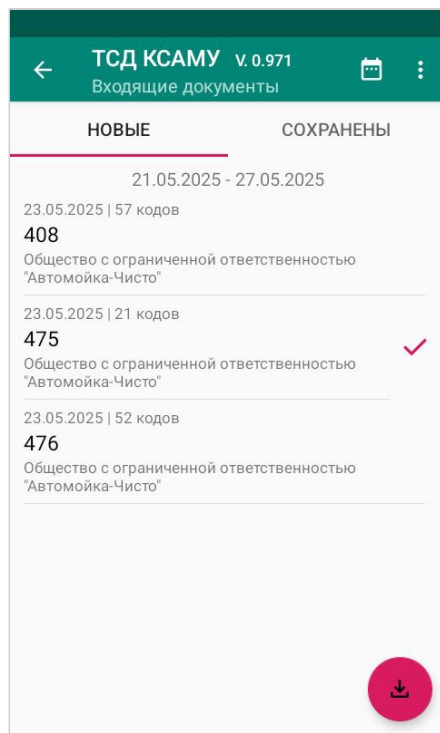 ТСД КСАМУ V. 0.971
Входящие документы
НОВЫЕ СОХРАНЕНЫ
21.05.2025 - 27.05.2025
23.05.2025 | 57 кодов
408
Общество с ограниченной ответственностью
"Автомойка-Чисто"
23.05.2025 | 21 кодов
475
Общество с ограниченной ответственностью
"Автомойка-Чисто"
23.05.2025 | 52 кодов
476
Общество с ограниченной ответственностью
"Автомойка-Чисто"